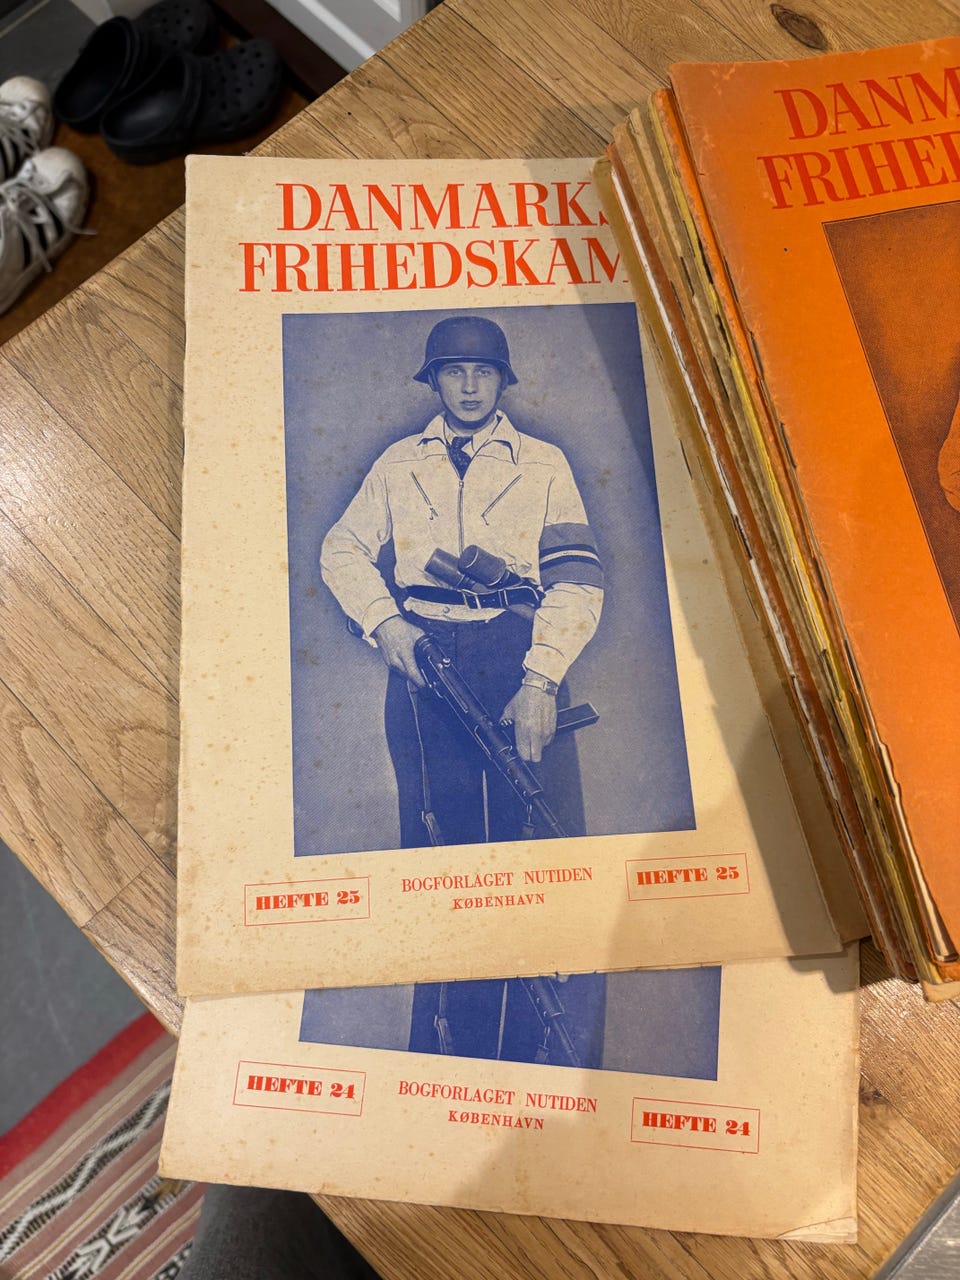 DANMARKS
FRIHEDSKAM
HEFTE 25
BOGFORLAGET NUTIDEN
KØBENHAVN
HEFTE 25
HEFTE 24
BOGFORLAGET NUTIDEN
KØBENHAVN
HEFTE 24
DANM
FRIHE